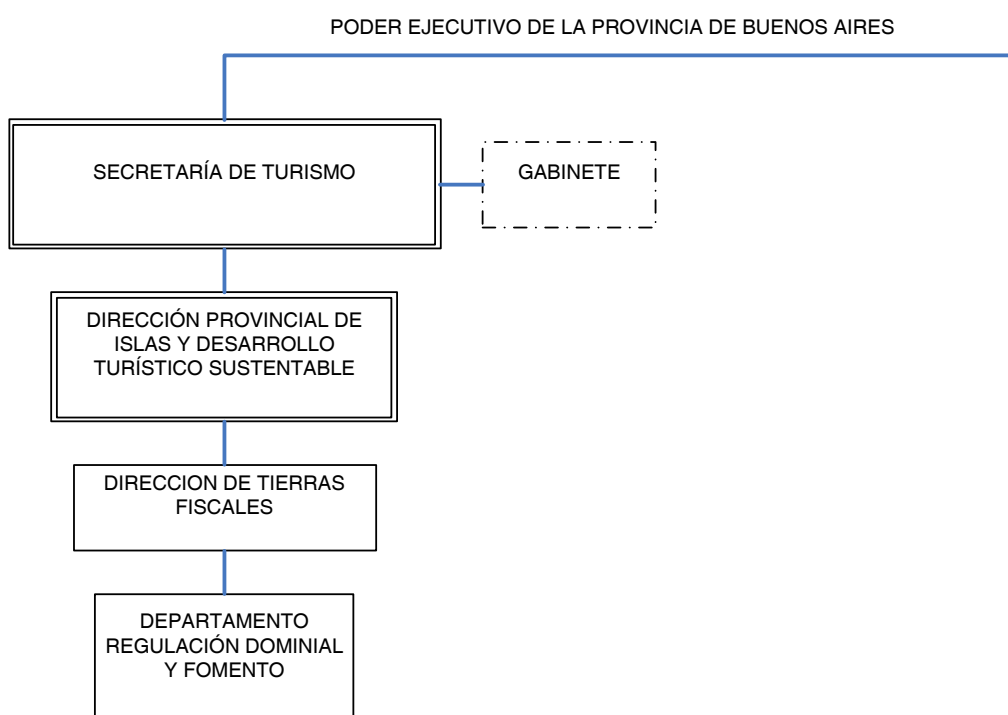 PODER EJECUTIVO DE LA PROVINCIA DE BUENOS AIRES
SECRETARÍA DE TURISMO
GABINETE
DIRECCIÓN PROVINCIAL DE
ISLAS Y DESARROLLO
TURÍSTICO SUSTENTABLE
DIRECCION DE TIERRAS
FISCALES
DEPARTAMENTO
REGULACIÓN DOMINIAL
Y FOMENTO